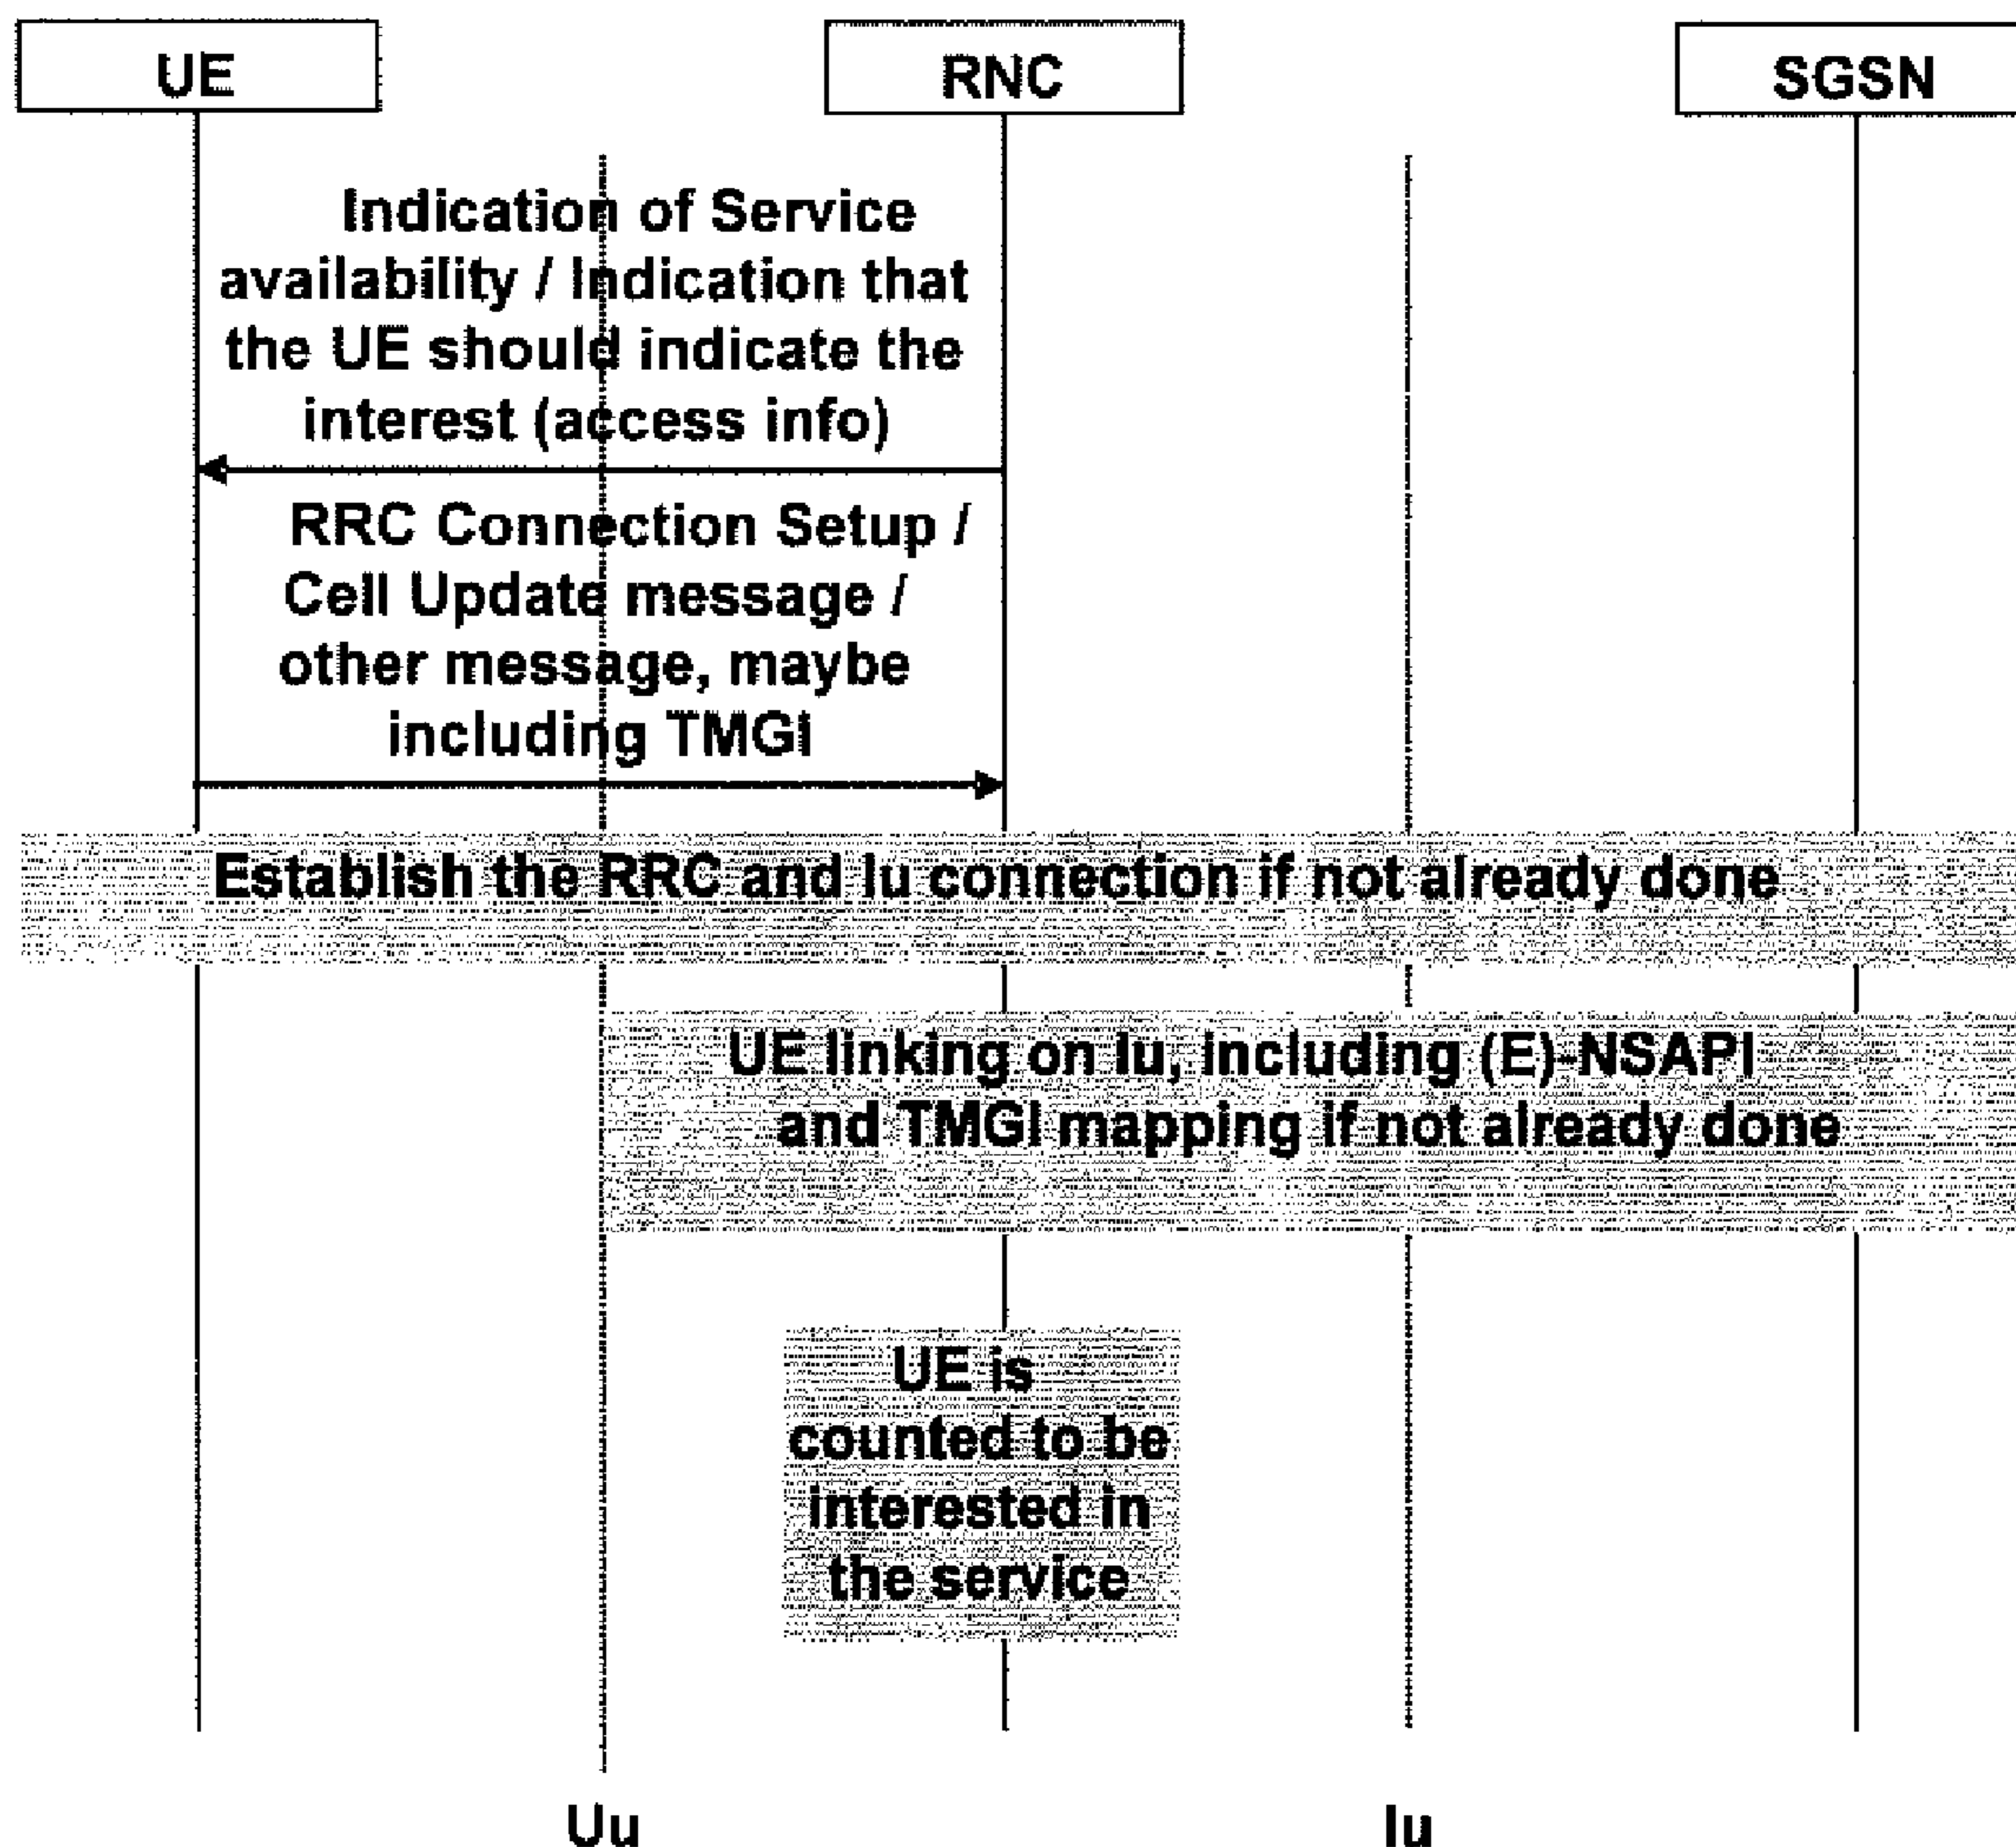 UE
RNC
SGSN
Indication of Service
availability / Indication that
the UE should indicate the
interest (access info)
RRC Connection Setup /
Cell Update message /
other message, maybe
including TMGI
Establish the RRC and Iu connection if not already done
UE linking on Iu, including (E)-NSAPI
and TMGI mapping if not already done
UE is
counted to be
interested in
the service
Uu
Iu